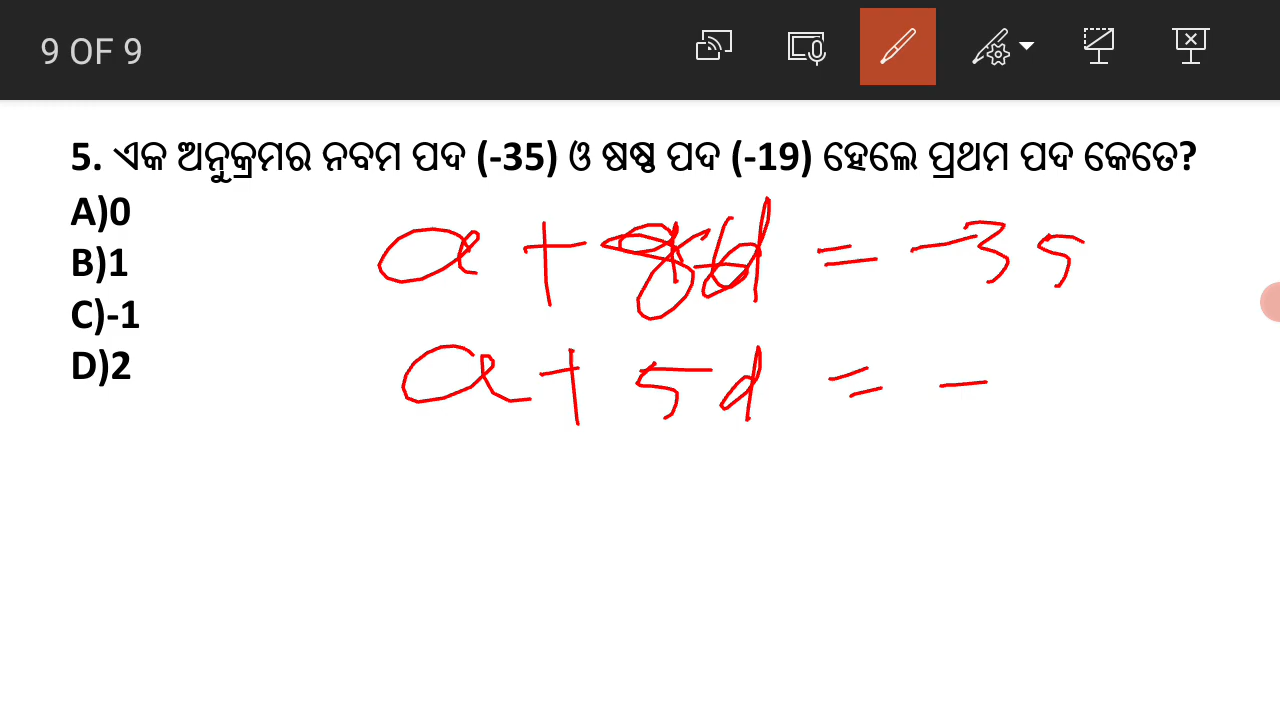 9 OF 9
5. ଏକ ଅନୁକ୍ରମର ନବମ ପଦ (-35) ଓ ଷଷ୍ଠ ପଦ (-19) ହେଲେ ପ୍ରଥମ ପଦ କେତେ?
A)0
B)1
C)-1
D)2
a + 8d = -35
a + 5d = -